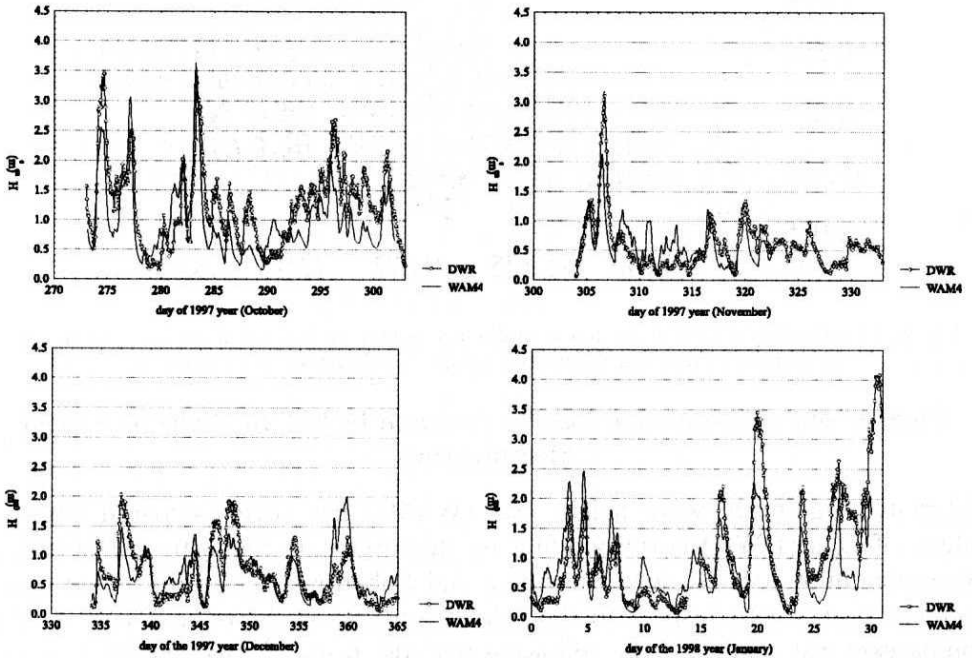 4.5
4.0
3.5
3.0
2.5
2.0
1.5
1.0
0.5
0.0
270 275 280 285 290 295 300
day of 1997 year (October)
DWR
WAM4
4.5
4.0
3.5
3.0
2.5
2.0
1.5
1.0
0.5
0.0
300 305 310 315 320 325 330
day of 1997 year (November)
DWR
WAM4
4.5
4.0
3.5
3.0
2.5
2.0
1.5
1.0
0.5
0.0
330 335 340 345 350 355 360 365
day of the 1997 year (December)
DWR
WAM4
4.5
4.0
3.5
3.0
2.5
2.0
1.5
1.0
0.5
0.0
0 5 10 15 20 25 30
day of the 1998 year (January)
DWR
WAM4